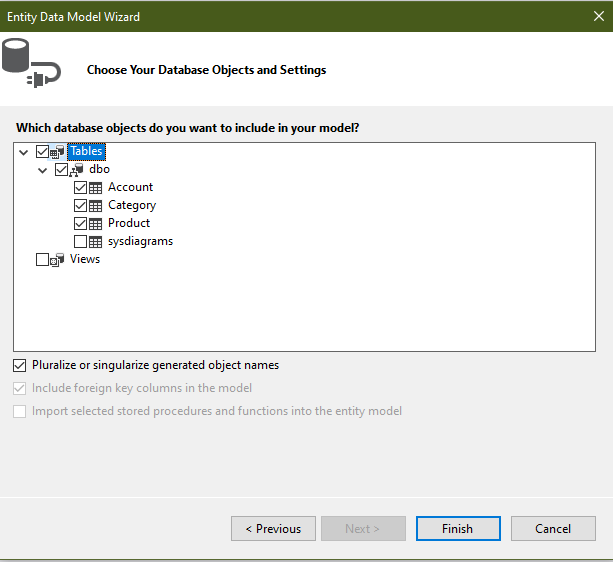 Entity Data Model Wizard
Choose Your Database Objects and Settings
Which database objects do you want to include in your model?
Tables
dbo
Account
Category
Product
sysdiagrams
Views
Pluralize or singularize generated object names
Include foreign key columns in the model
Import selected stored procedures and functions into the entity model
< Previous Next > Finish Cancel